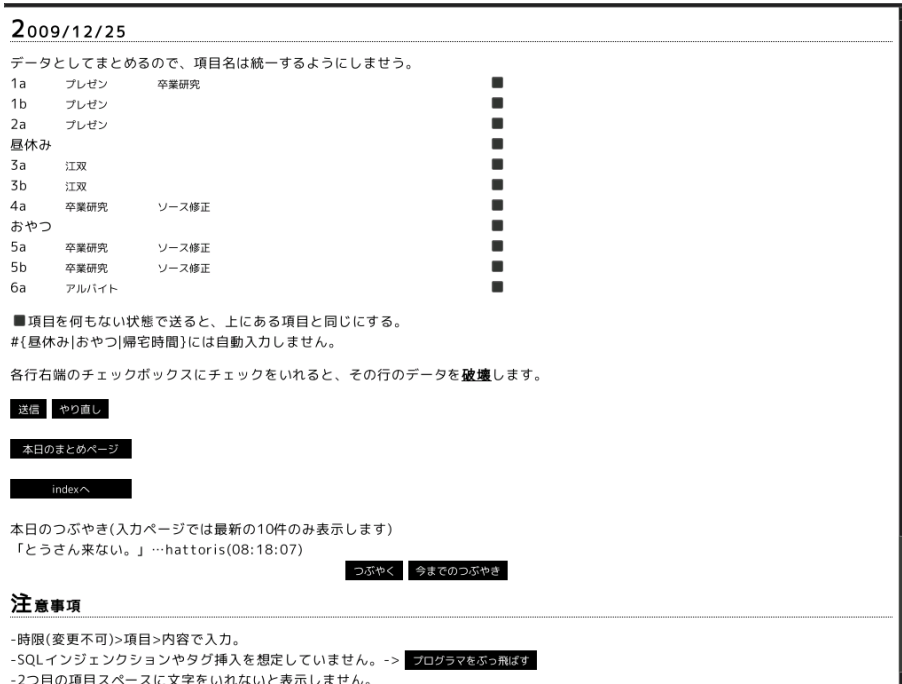 2009/12/25
データとしてまとめるので、項目名は統一するようにしませう。
1a プレゼン 卒業研究
1b プレゼン
2a プレゼン
昼休み
3a 江双
3b 江双
4a 卒業研究 ソース修正
おやつ
5a 卒業研究 ソース修正
5b 卒業研究 ソース修正
6a アルバイト
項目を何もない状態で送ると、上にある項目と同じにする。
#{昼休み|おやつ|帰宅時間}には自動入力しません。
各行右端のチェックボックスにチェックをいれると、その行のデータを破壊します。
送信 やり直し
本日のまとめページ
indexへ
本日のつぶやき(入力ページでは最新の10件のみ表示します)
「とうさん来ない。」…hattoris(08:18:07)
つぶやく 今までのつぶやき
注意事項
-時限(変更不可)>項目>内容で入力。
-SQLインジェンクションやタグ挿入を想定していません。-> プログラマをぶっ飛ばす
-2つ目の項目スペースに文字をいれないと表示しません。